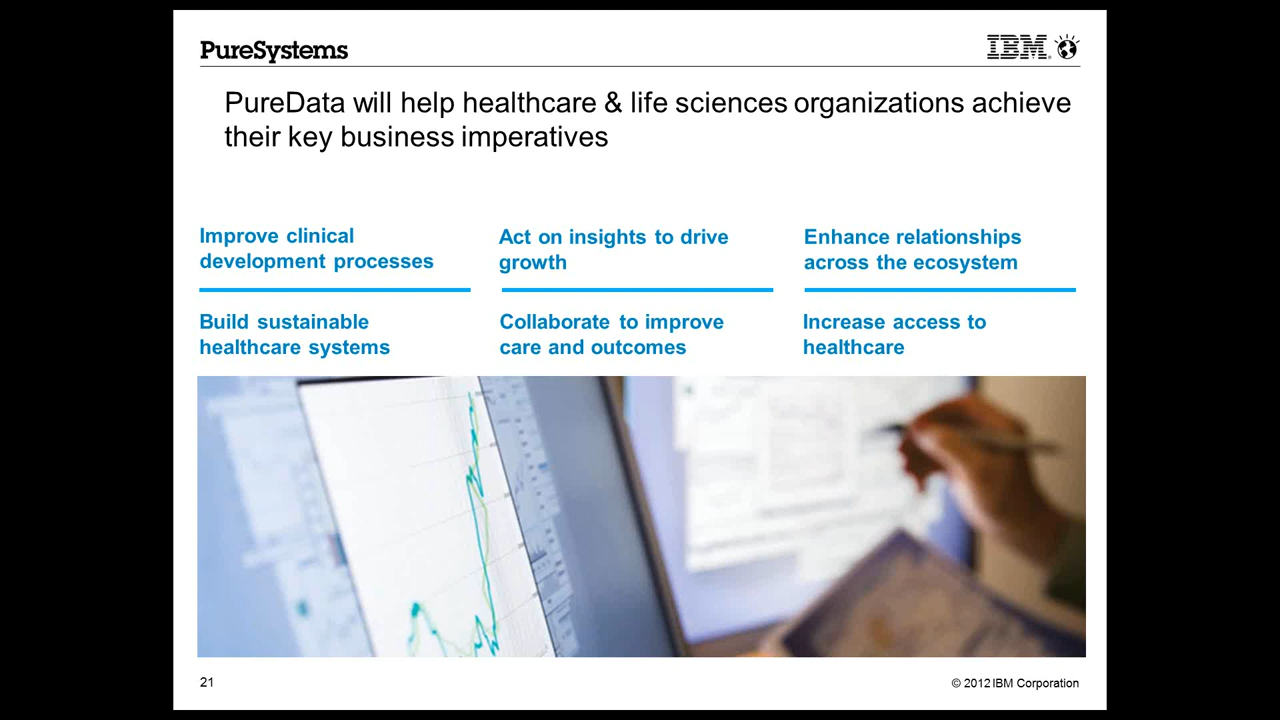 PureSystems
IBM®
PureData will help healthcare & life sciences organizations achieve
their key business imperatives
Improve clinical
development processes
Act on insights to drive
growth
Enhance relationships
across the ecosystem
Build sustainable
healthcare systems
Collaborate to improve
care and outcomes
Increase access to
healthcare
21
© 2012 IBM Corporation